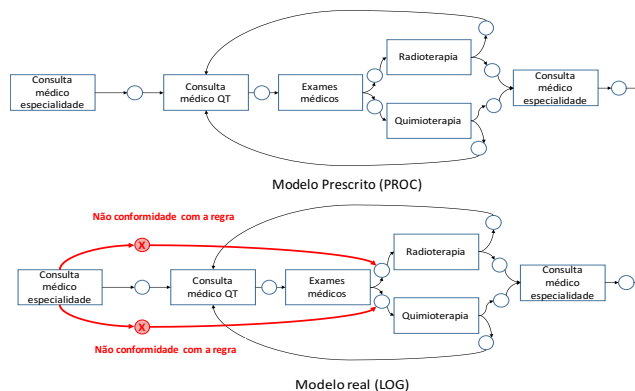 Consulta
médico
especialidade
Consulta
médico QT
Exames
médicos
Radioterapia
Quimioterapia
Consulta médico
especialidade
Modelo Prescrito (PROC)
Não conformidade com a regra
X
Consulta
médico
especialidade
Consulta
médico QT
Exames
médicos
Radioterapia
Quimioterapia
Consulta médico
especialidade
X
Não conformidade com a regra
Modelo real (LOG)